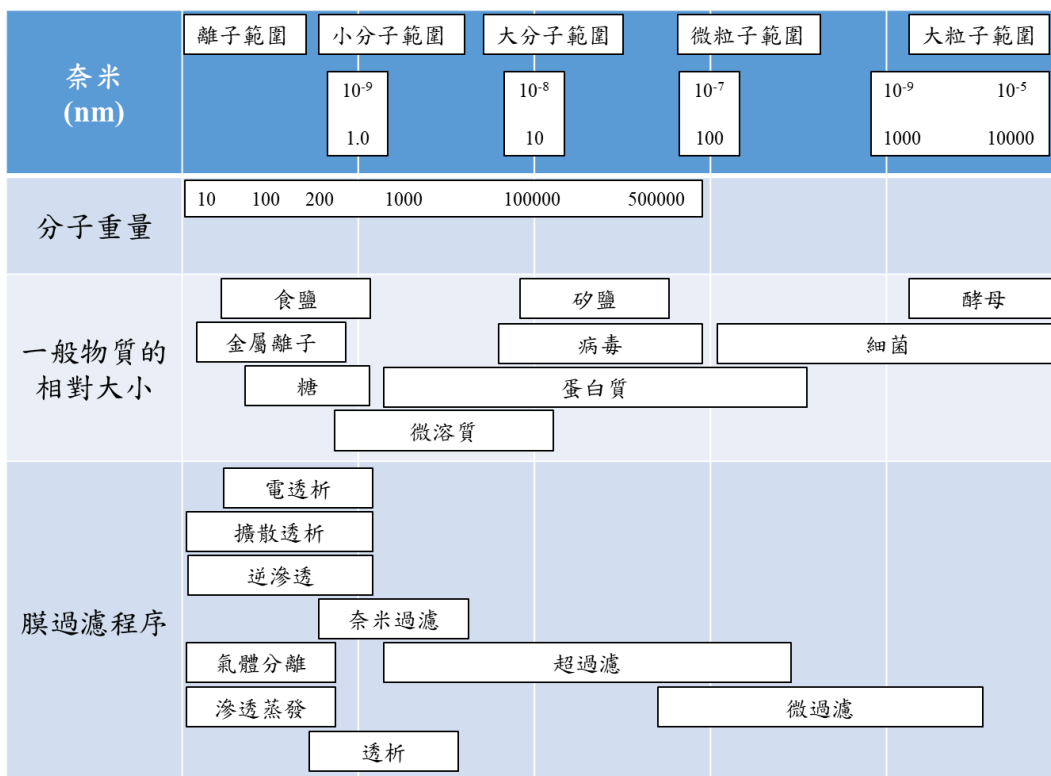 奈米
(nm)
離子範圍 小分子範圍 大分子範圍 微粒子範圍 大粒子範圍
10⁻⁹ 10⁻⁸ 10⁻⁷ 10⁻⁹ 10⁻⁵
1.0 10 100 1000 10000
分子重量
10 100 200 1000 100000 500000
一般物質的
相對大小
食鹽 矽鹽 酵母
金屬離子 病毒 細菌
糖 蛋白質
微溶質
膜過濾程序
電透析
擴散透析
逆滲透
奈米過濾
氣體分離 超過濾
滲透蒸發 微過濾
透析